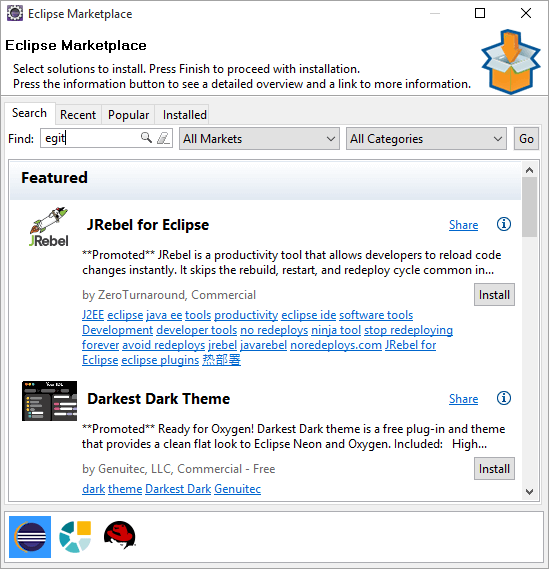 Eclipse Marketplace
Eclipse Marketplace
Select solutions to install. Press Finish to proceed with installation.
Press the information button to see a detailed overview and a link to more information.
Search Recent Popular Installed
Find: egit All Markets All Categories Go
Featured
JRebel
JRebel for Eclipse Share
**Promoted** JRebel is a productivity tool that allows developers to reload code
changes instantly. It skips the rebuild, restart, and redeploy cycle common in...
by ZeroTurnaround, Commercial Install
J2EE eclipse java ee tools productivity eclipse ide software tools
Development developer tools no redeploys ninja tool stop redeploying
forever avoid redeploys jrebel javarebel noredeploys.com JRebel for
Eclipse eclipse plugins 热部署
Darkest Dark Theme Share
**Promoted** Ready for Oxygen! Darkest Dark theme is a free plug-in and theme
that provides a clean flat look to Eclipse Neon and Oxygen. Included: High...
by Genuitec, LLC, Commercial - Free Install
dark theme Darkest Dark Genuitec